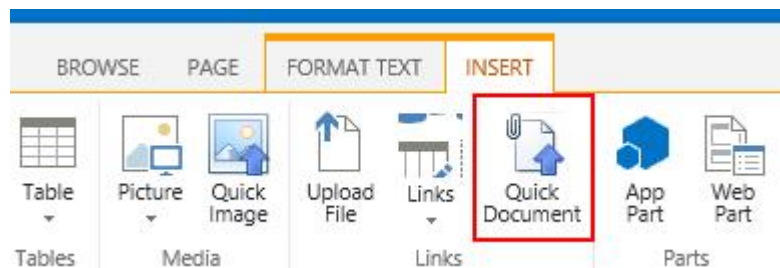 BROWSE PAGE FORMAT TEXT INSERT
Table Picture Quick Image Upload File Links Quick Document App Part Web Part
Tables Media Links Parts